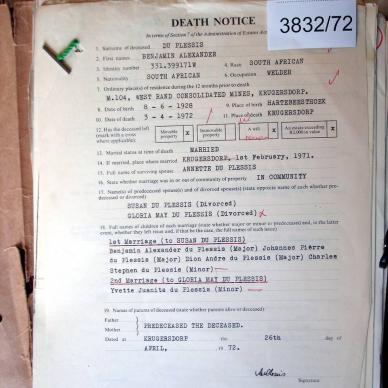 DEATH NOTICE
3832/72
In terms of Section 7 of the Administration of Estates Act
1. Surname of deceased DU PLESSIS
2. First names BENJAMIN ALEXANDER
3. Identity number 331.399171W 4. Race SOUTH AFRICAN
5. Nationality SOUTH AFRICAN 6. Occupation WELDER
7. Ordinary place(s) of residence during the 12 months prior to death
M.104, WEST RAND CONSOLIDATED MINES, KRUGERSDORP.
8. Date of birth 8 - 6 - 1928 9. Place of birth HARTEBEESTHOEK
10. Date of death 3 - 4 - 1972 11. Place of death KRUGERSDORP
12. Has the deceased left (mark with a cross where applicable): Movable property X Immovable property A will X An estate exceeding R1,000 in value
13. Marital status at time of death MARRIED
14. If married, place where married KRUGERSDORP, 1st February, 1971.
15. Full name of surviving spouse ANNETTE DU PLESSIS
16. State whether marriage was in or out of community of property IN COMMUNITY
17. Name(s) of predeceased spouse(s) and of divorced spouse(s) (state opposite name of each whether predeceased or divorced)
SUSAN DU PLESSIS (Divorced)
GLORIA MAY DU PLESSIS (Divorced)
18. Full names of children of each marriage (state whether major or minor or predeceased and, in the latter event, whether they left issue and, if that be the case, the full names of such issue)
1st Marriage (to SUSAN DU PLESSIS)
Benjamin Alexander du Plessis (Major) Johannes Pierre
du Plessis (Major) Dion Andre du Plessis (Major) Charles
Stephen du Plessis (Minor)
2nd Marriage (to GLORIA MAY DU PLESSIS)
Yvette Juanita du Plessis (Minor)
19. Names of parents of deceased (state whether parents alive or deceased):
Father
Mother PREDECEASED THE DECEASED.
Dated at KRUGERSDORP the 26th day of
APRIL, 19 72.